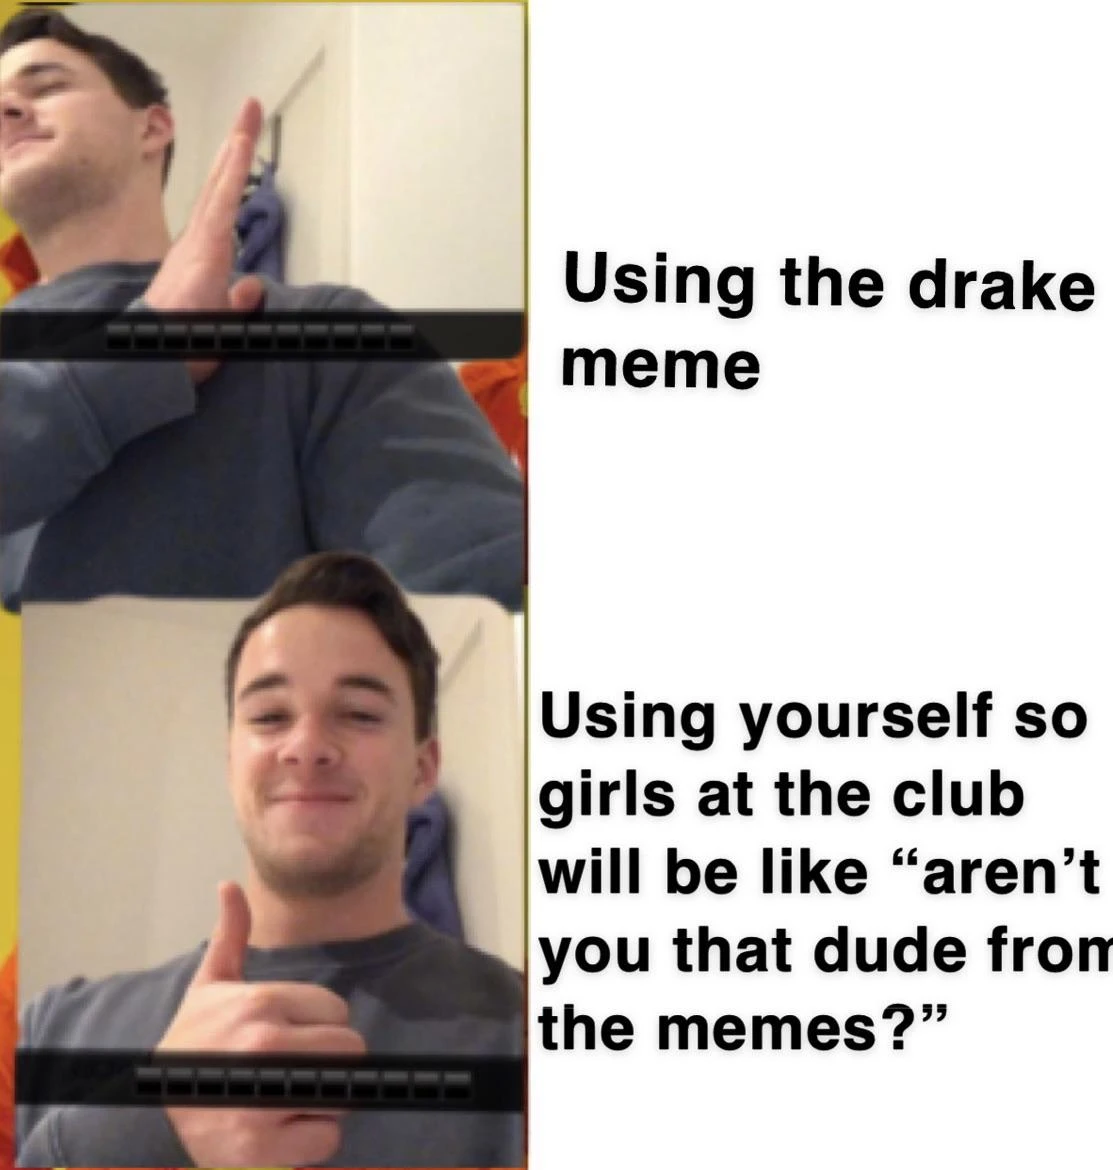 Using the drake
meme
Using yourself so
girls at the club
will be like “aren’t
you that dude from
the memes?”